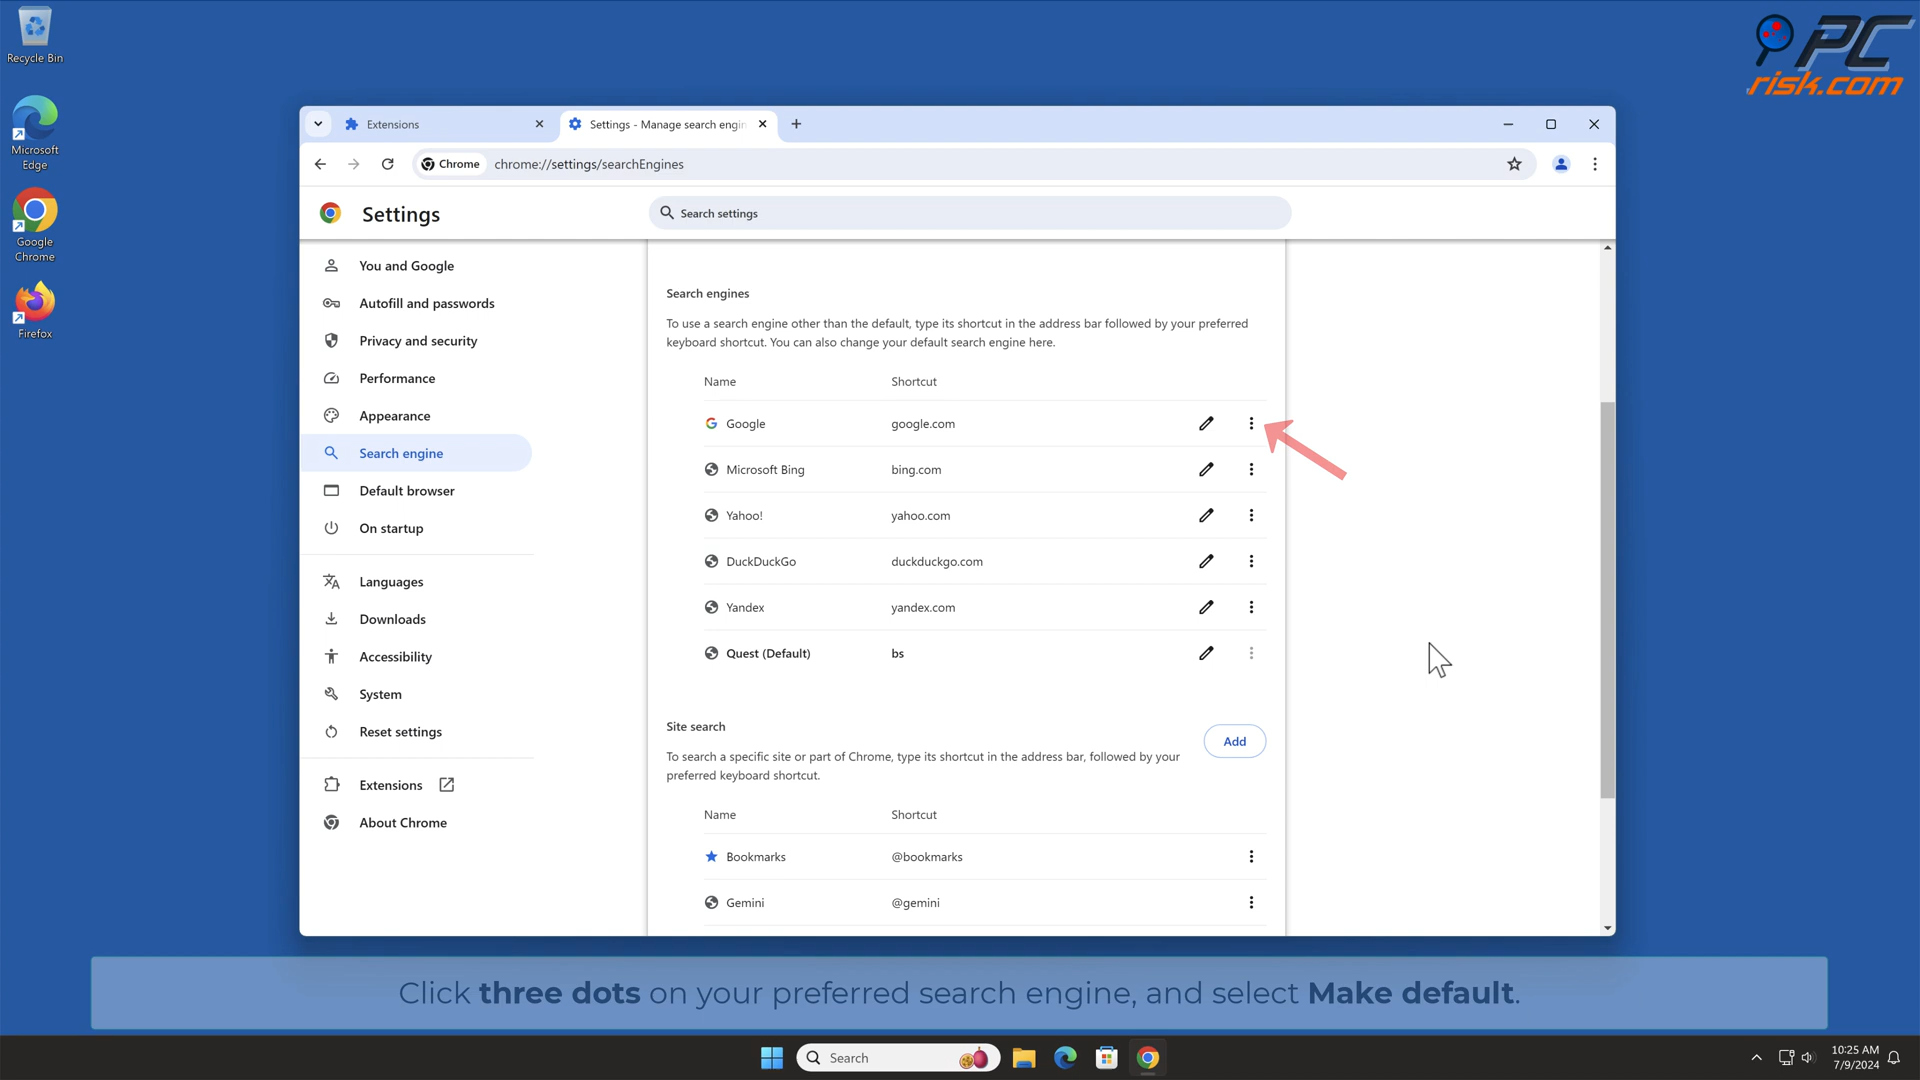 Recycle Bin
Microsoft
Edge
Google
Chrome
Firefox
PC
risk.com
Extensions
Settings - Manage search engin
Chrome
chrome://settings/searchEngines
Settings
Search settings
You and Google
Autofill and passwords
Privacy and security
Performance
Appearance
Search engine
Default browser
On startup
Languages
Downloads
Accessibility
System
Reset settings
Extensions
About Chrome
Search engines
To use a search engine other than the default, type its shortcut in the address bar followed by your preferred
keyboard shortcut. You can also change your default search engine here.
Name Shortcut
Google google.com
Microsoft Bing bing.com
Yahoo! yahoo.com
DuckDuckGo duckduckgo.com
Yandex yandex.com
Quest (Default) bs
Site search
Add
To search a specific site or part of Chrome, type its shortcut in the address bar, followed by your
preferred keyboard shortcut.
Name Shortcut
Bookmarks @bookmarks
Gemini @gemini
Click three dots on your preferred search engine, and select Make default.
Search
10:25 AM
7/9/2024